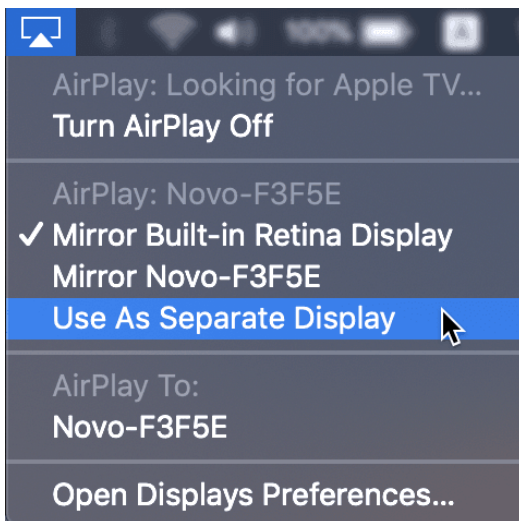 100%
A
AirPlay: Looking for Apple TV...
Turn AirPlay Off
AirPlay: Novo-F3F5E
✓ Mirror Built-in Retina Display
Mirror Novo-F3F5E
Use As Separate Display
AirPlay To:
Novo-F3F5E
Open Displays Preferences...